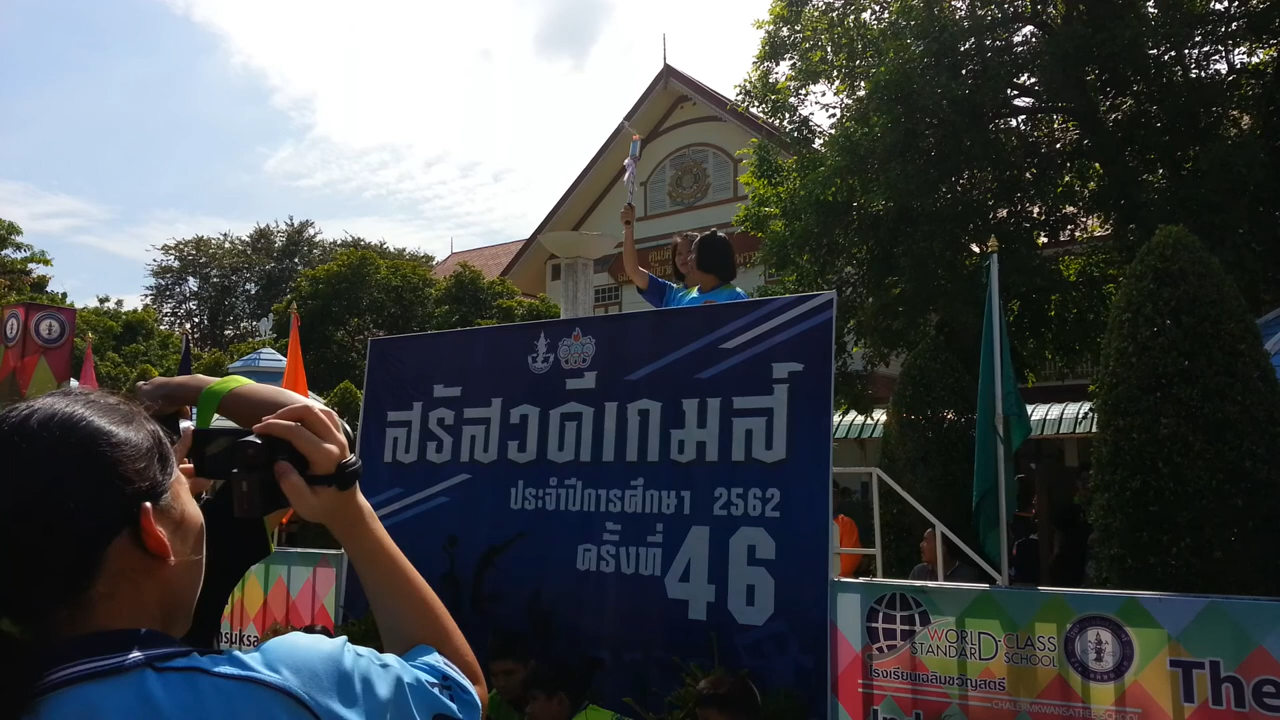 สรัสวดีเกมส์
ประจำปีการศึกษา 2562
ครั้งที่ 46
WORLD-CLASS
STANDARD SCHOOL
โรงเรียนเฉลิมขวัญสตรี
CHALERMKWANSATREE SCHOOL
The